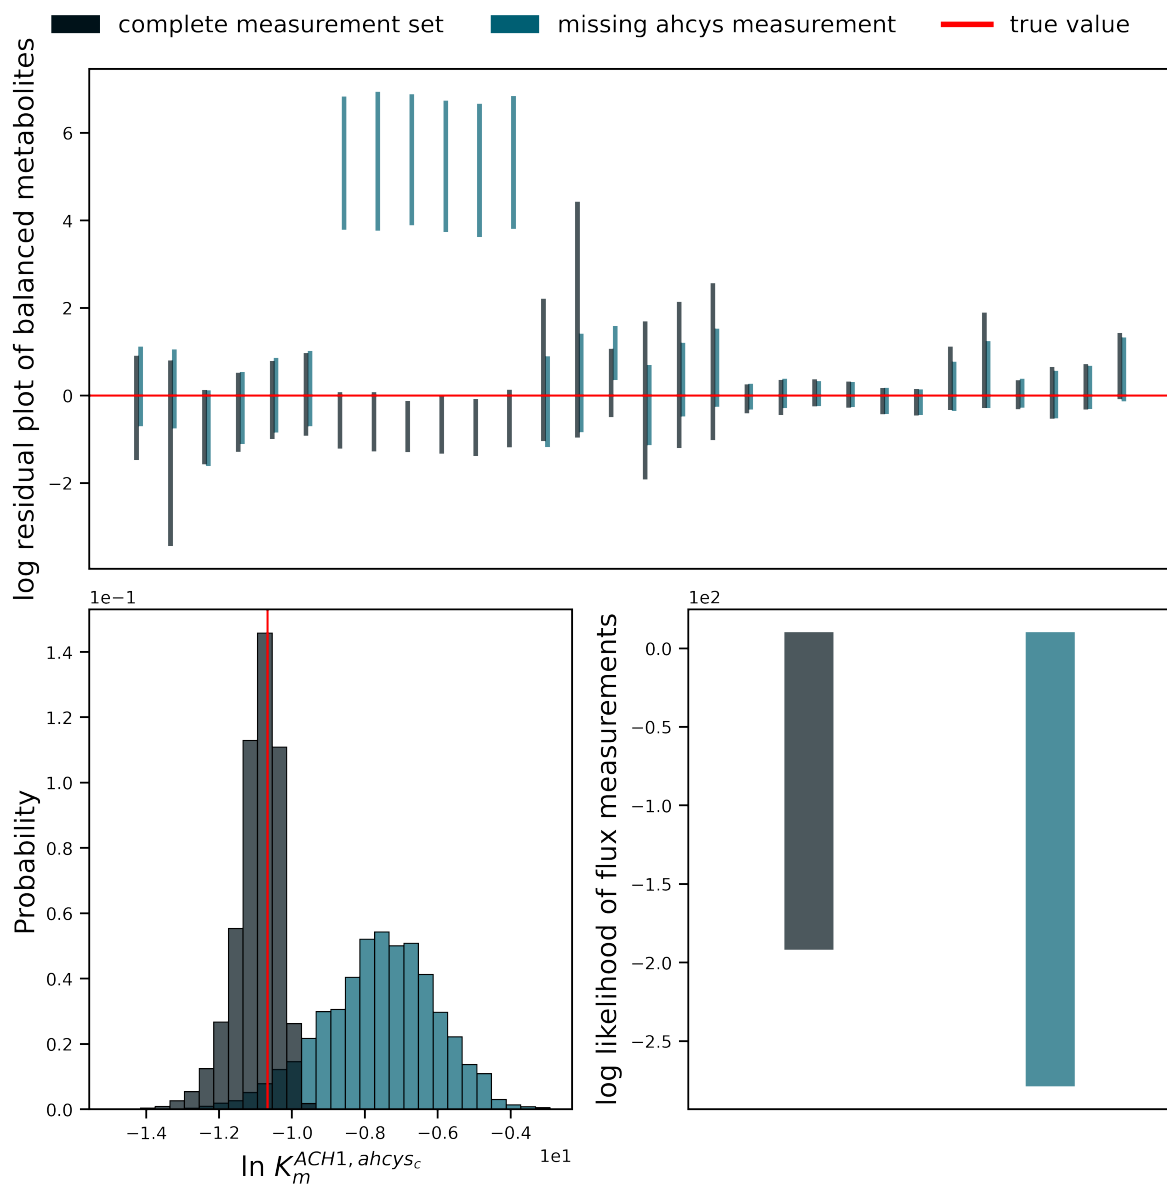 complete measurement set
missing ahcys measurement
true value
log residual plot of balanced metabolites
6
4
2
0
−2
1e−1
Probability
1.4
1.2
1.0
0.8
0.6
0.4
0.2
0.0
−1.4
−1.2
−1.0
−0.8
−0.6
−0.4
1e1
ln K_m^{ACH1, ahcys_c}
1e2
log likelihood of flux measurements
0.0
−0.5
−1.0
−1.5
−2.0
−2.5